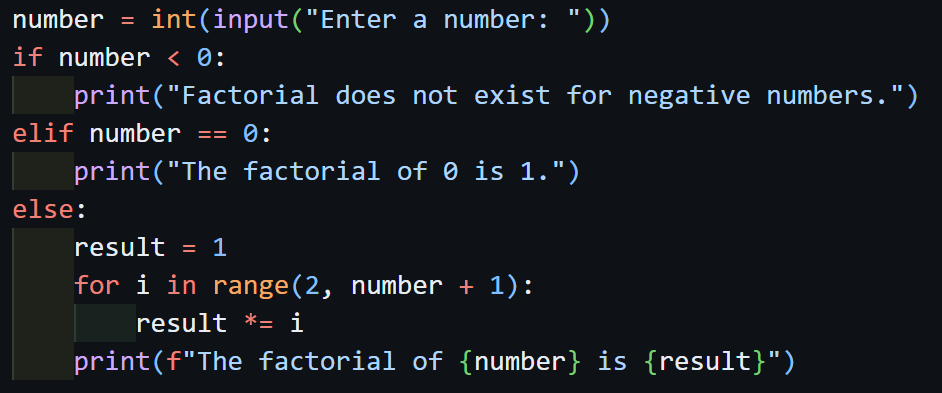 number = int(input("Enter a number: "))
if number < 0:
    print("Factorial does not exist for negative numbers.")
elif number == 0:
    print("The factorial of 0 is 1.")
else:
    result = 1
    for i in range(2, number + 1):
        result *= i
    print(f"The factorial of {number} is {result}")